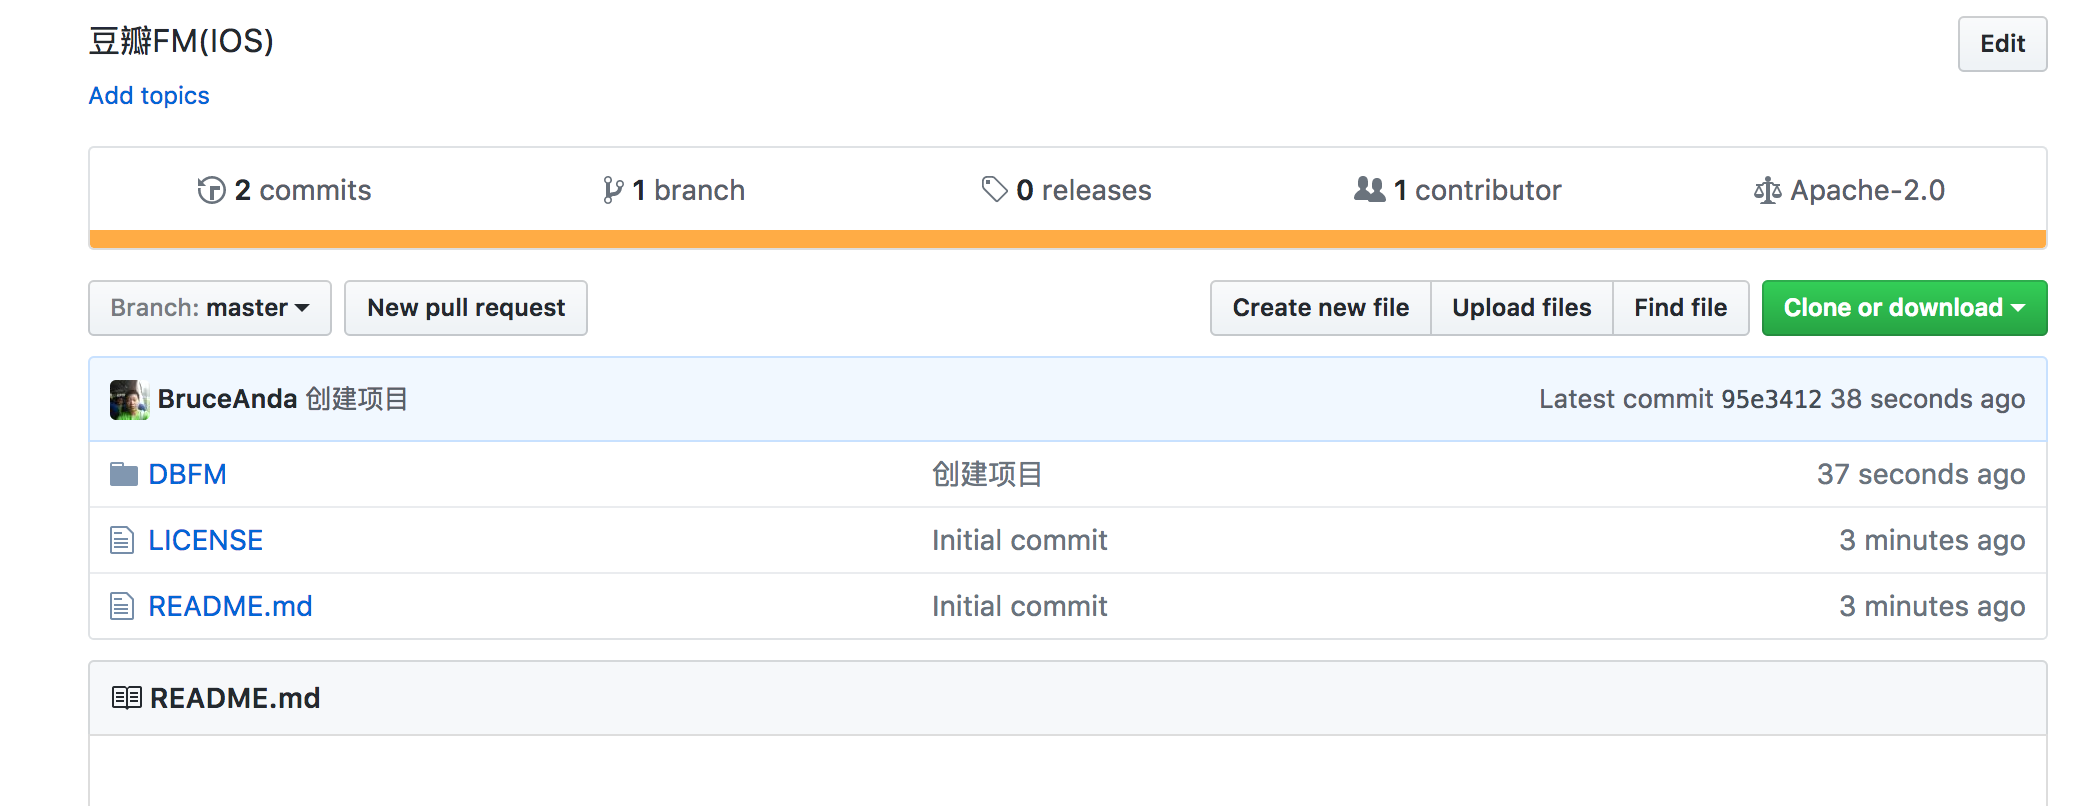 豆瓣FM(IOS)
Edit
Add topics
2 commits 1 branch 0 releases 1 contributor Apache-2.0
Branch: master New pull request Create new file Upload files Find file Clone or download
BruceAnda 创建项目 Latest commit 95e3412 38 seconds ago
DBFM 创建项目 37 seconds ago
LICENSE Initial commit 3 minutes ago
README.md Initial commit 3 minutes ago
README.md